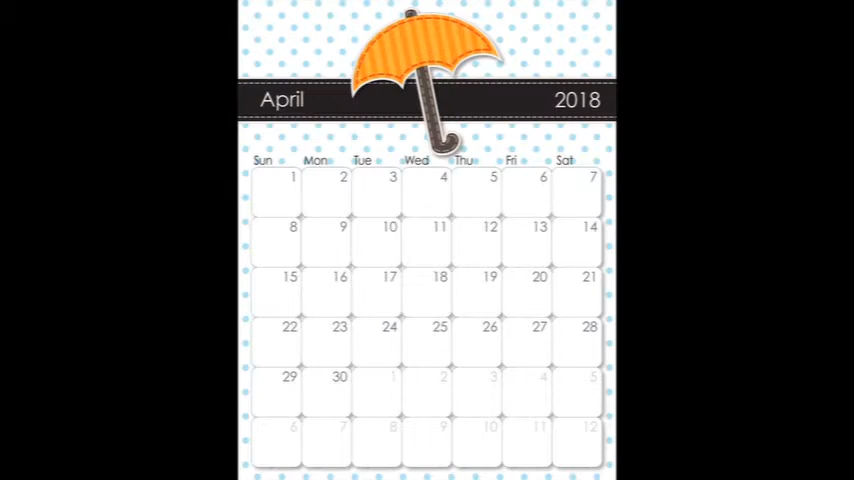 April 2018
Sun Mon Tue Wed Thu Fri Sat
1 2 3 4 5 6 7
8 9 10 11 12 13 14
15 16 17 18 19 20 21
22 23 24 25 26 27 28
29 30 1 2 3 4 5
6 7 8 9 10 11 12